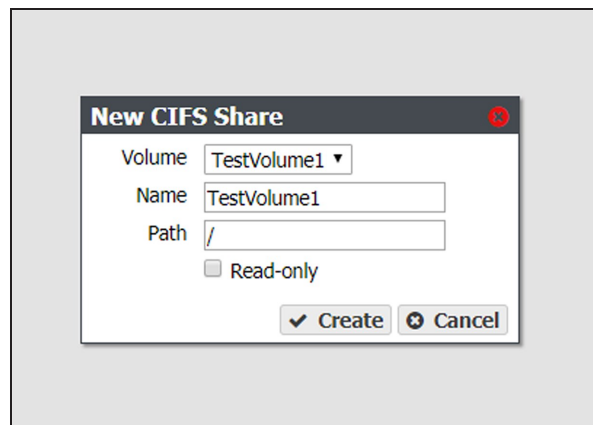 New CIFS Share
Volume TestVolume1
Name TestVolume1
Path /
Read-only
Create Cancel